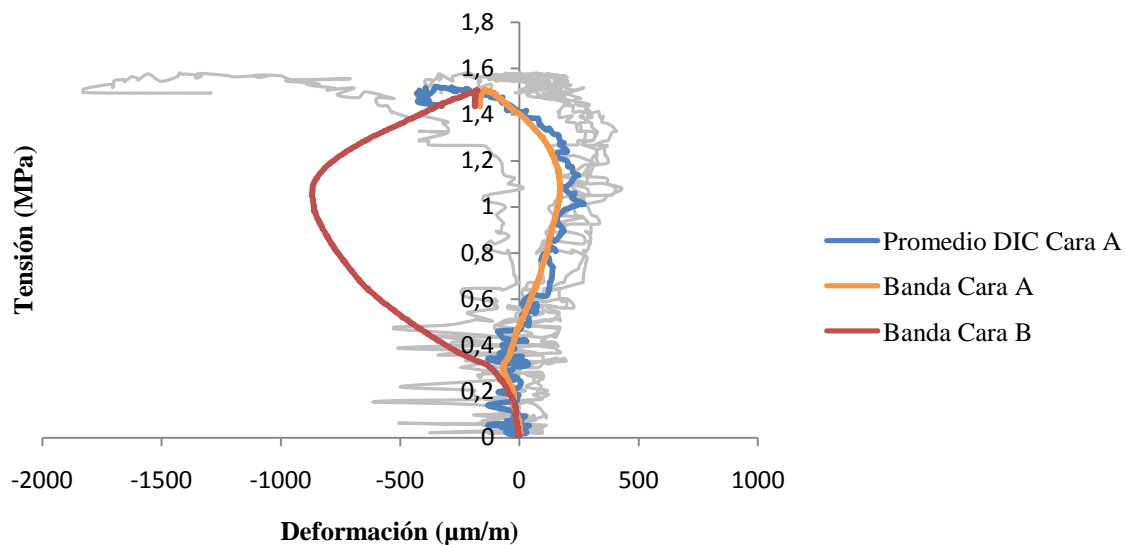 1,8
1,6
1,4
1,2
1
0,8
0,6
0,4
0,2
0
-2000 -1500 -1000 -500 0 500 1000
Tensión (MPa)
Deformación (µm/m)
Promedio DIC Cara A
Banda Cara A
Banda Cara B